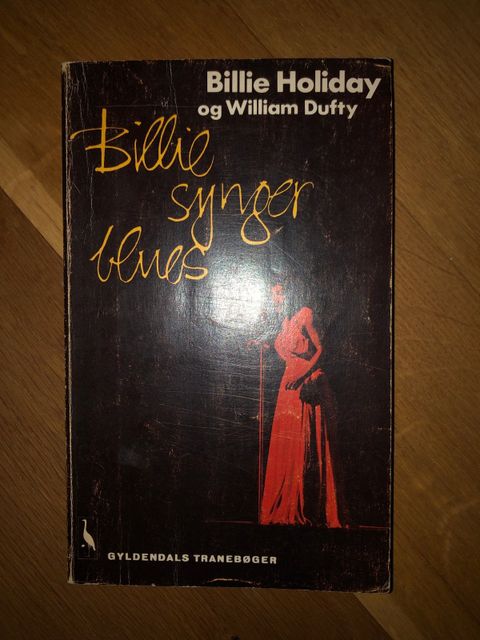 Billie Holiday
og William Dufty
Billie
synger
blues
GYLDENDALS TRANEBØGER